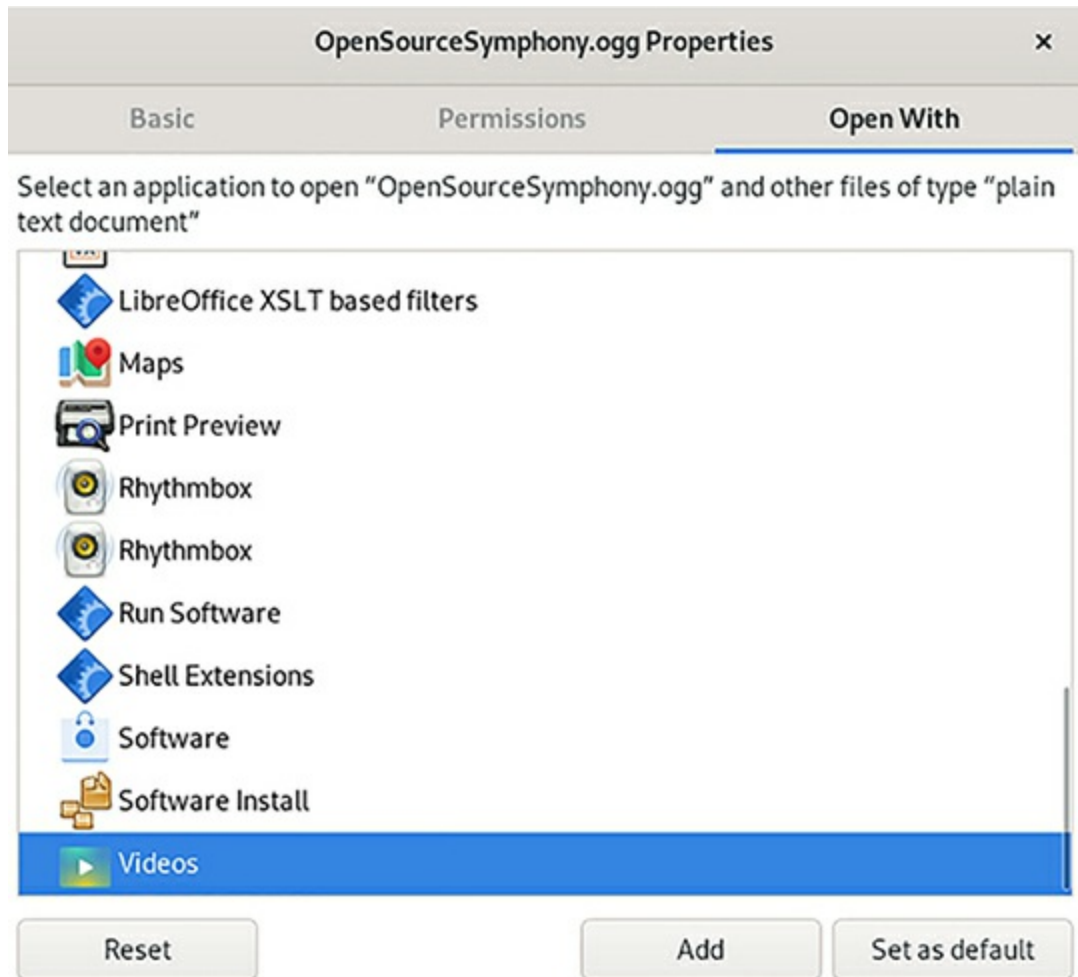 OpenSourceSymphony.ogg Properties ×
Basic Permissions Open With
Select an application to open “OpenSourceSymphony.ogg” and other files of type “plain
text document”
LibreOffice XSLT based filters
Maps
Print Preview
Rhythmbox
Rhythmbox
Run Software
Shell Extensions
Software
Software Install
Videos
Reset Add Set as default